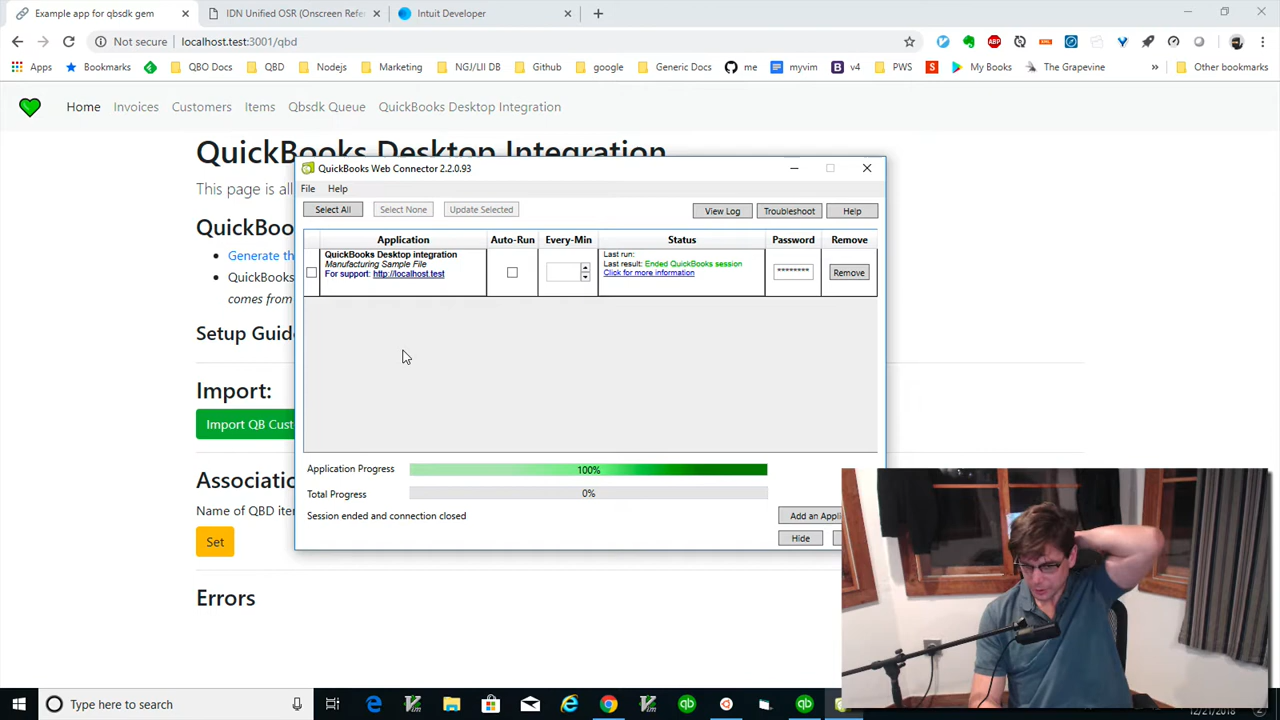 Example app for qbsdk gem
IDN Unified OSR (Onscreen Refe
Intuit Developer
Not secure localhost.test:3001/qbd
Apps Bookmarks QBO Docs QBD Nodejs Marketing NGJ/LII DB Github google Generic Docs me myvim v4 PWS My Books The Grapevine » Other bookmarks
Home Invoices Customers Items Qbsdk Queue QuickBooks Desktop Integration
QuickBooks Desktop Integration
This page is all
QuickBoo
Generate th
QuickBooks
comes from
Setup Guid
Import:
Import QB Cust
Associatio
Name of QBD ite
Set
Errors
QuickBooks Web Connector 2.2.0.93
File Help
Select All Select None Update Selected View Log Troubleshoot Help
Application Auto-Run Every-Min Status Password Remove
QuickBooks Desktop integration
Manufacturing Sample File
For support: http://localhost.test
Last run:
Last result: Ended QuickBooks session
Click for more information
********
Remove
Application Progress 100%
Total Progress 0%
Session ended and connection closed
Add an Appli
Hide
Type here to search
12/21/2018